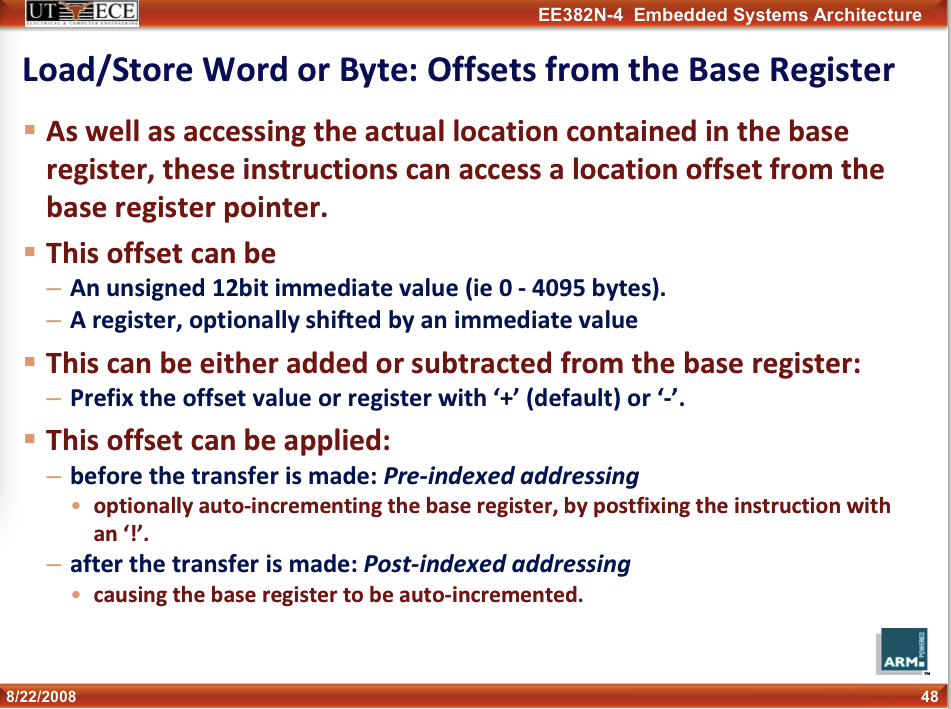 UT ECE
ELECTRICAL & COMPUTER ENGINEERING
EE382N-4 Embedded Systems Architecture
Load/Store Word or Byte: Offsets from the Base Register
▪ As well as accessing the actual location contained in the base
register, these instructions can access a location offset from the
base register pointer.
▪ This offset can be
– An unsigned 12bit immediate value (ie 0 - 4095 bytes).
– A register, optionally shifted by an immediate value
▪ This can be either added or subtracted from the base register:
– Prefix the offset value or register with ‘+’ (default) or ‘-’.
▪ This offset can be applied:
– before the transfer is made: Pre-indexed addressing
• optionally auto-incrementing the base register, by postfixing the instruction with
an ‘!’.
– after the transfer is made: Post-indexed addressing
• causing the base register to be auto-incremented.
ARM POWERED ™
8/22/2008
48